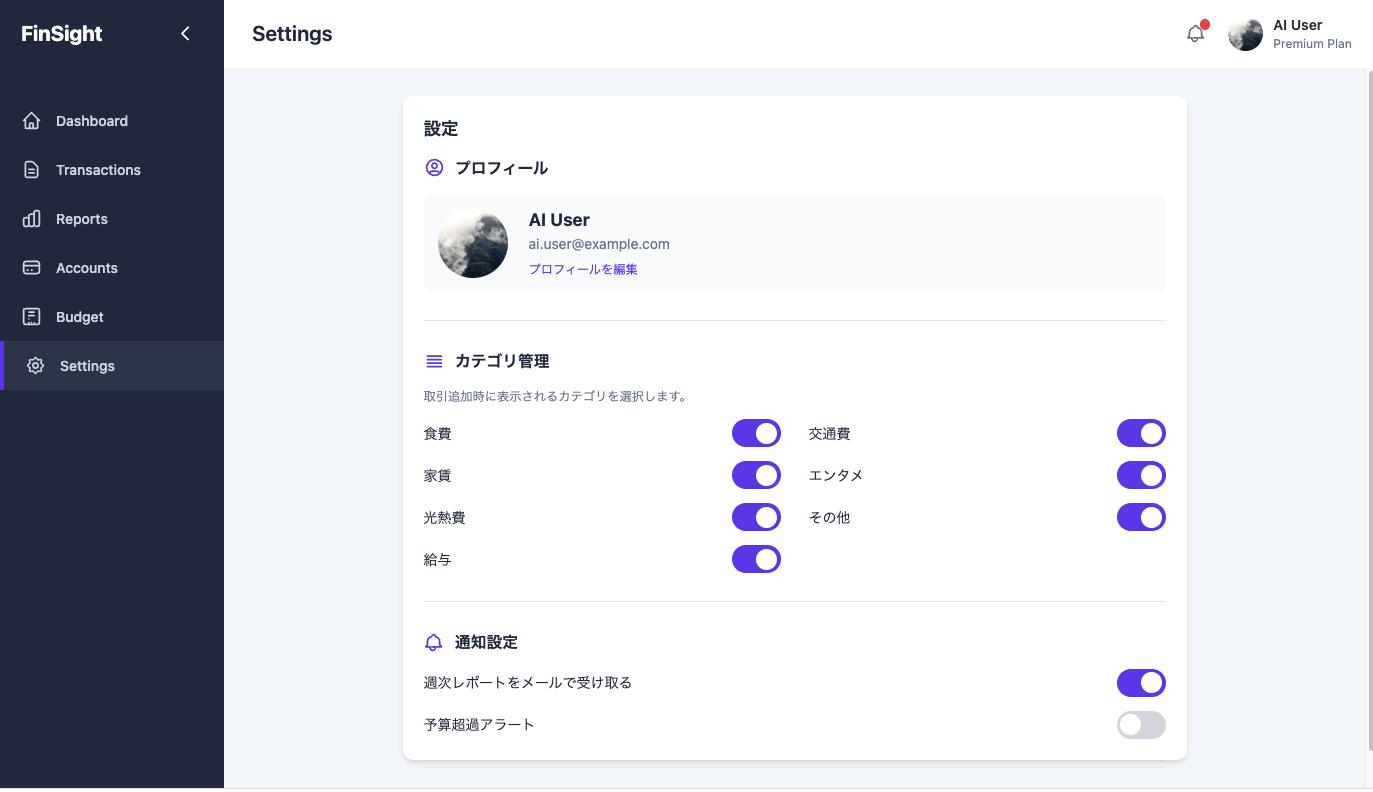 FinSight
Settings
AI User
Premium Plan
Dashboard
Transactions
Reports
Accounts
Budget
Settings
設定
プロフィール
AI User
ai.user@example.com
プロフィールを編集
カテゴリ管理
取引追加時に表示されるカテゴリを選択します。
食費
交通費
家賃
エンタメ
光熱費
その他
給与
通知設定
週次レポートをメールで受け取る
予算超過アラート